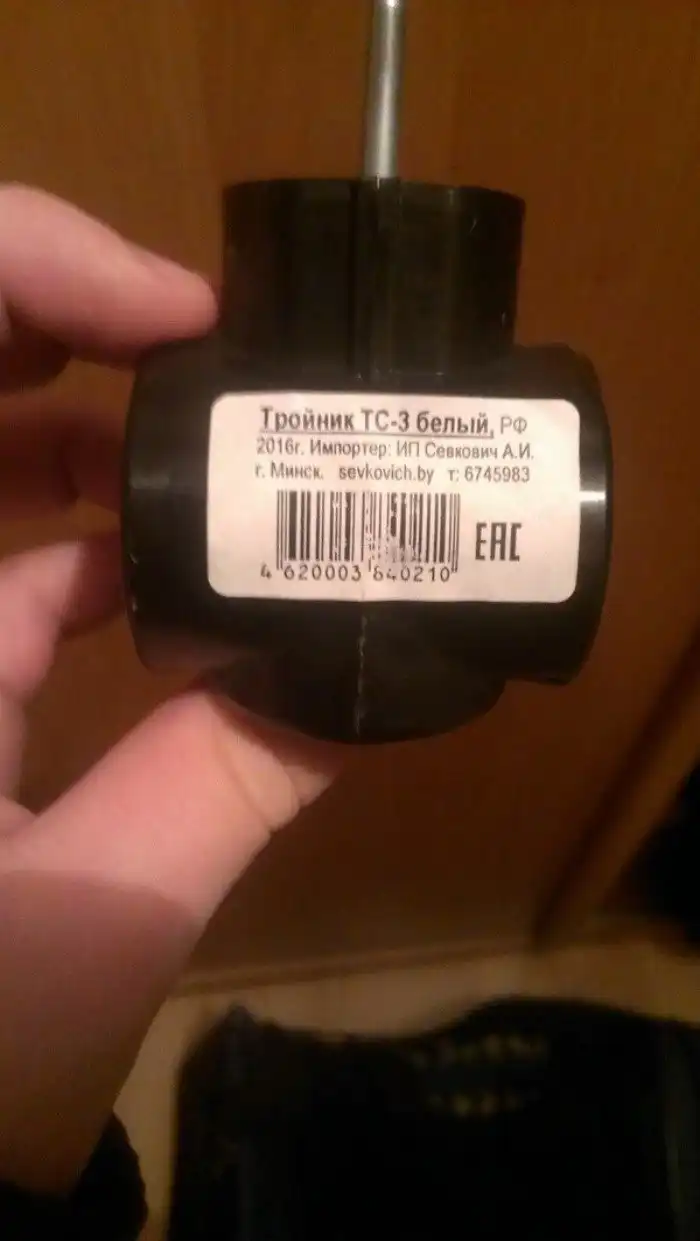 Тройник ТС-3 белый, РФ
2016г. Импортер: ИП Севкович А.И.
г. Минск. sevkovich.by т: 6745983
EAC
4 620003 840210